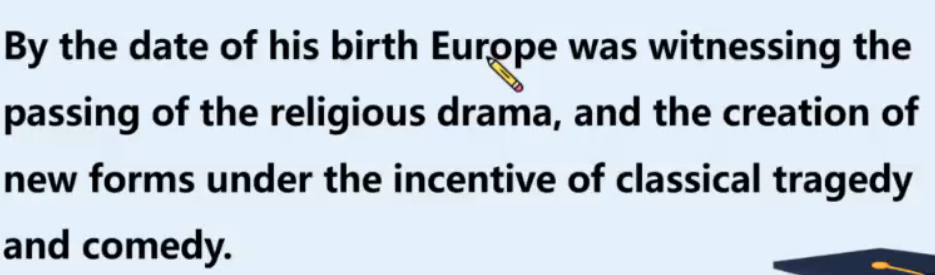 By the date of his birth Europe was witnessing the
passing of the religious drama, and the creation of
new forms under the incentive of classical tragedy
and comedy.